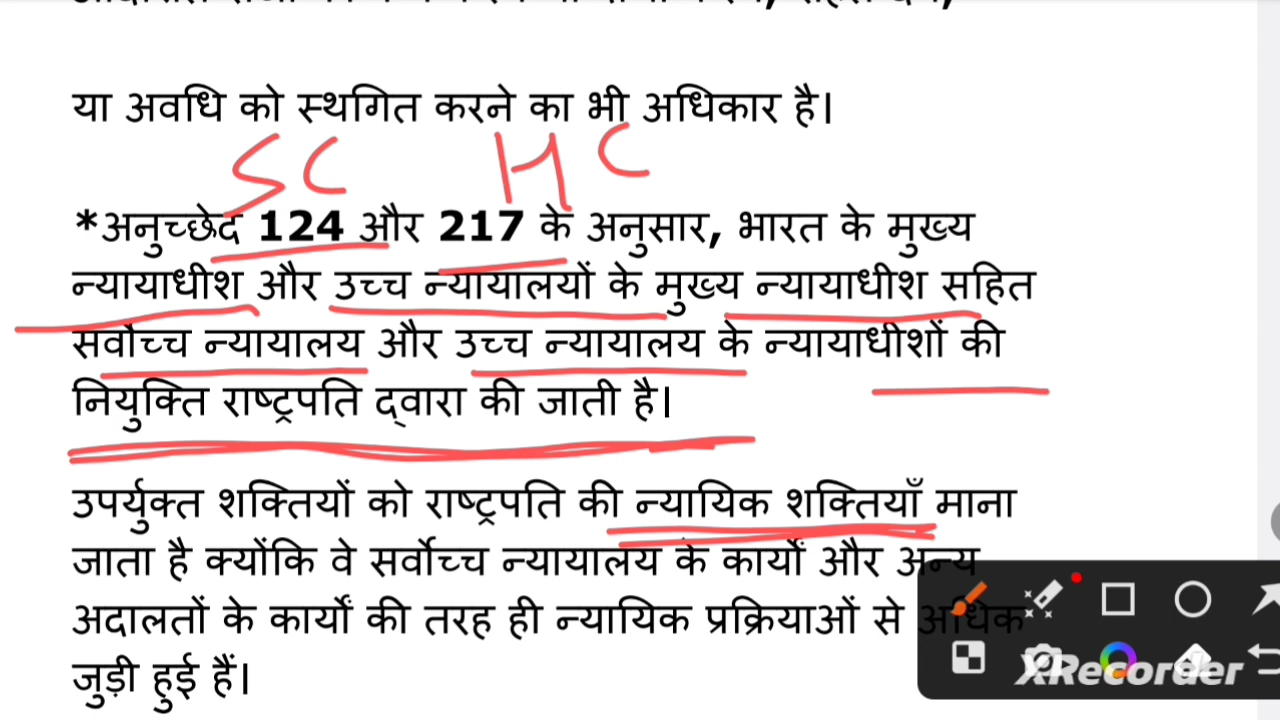 या अवधि को स्थगित करने का भी अधिकार है।
SC HC
*अनुच्छेद 124 और 217 के अनुसार, भारत के मुख्य
न्यायाधीश और उच्च न्यायालयों के मुख्य न्यायाधीश सहित
सर्वोच्च न्यायालय और उच्च न्यायालय के न्यायाधीशों की
नियुक्ति राष्ट्रपति द्वारा की जाती है।
उपर्युक्त शक्तियों को राष्ट्रपति की न्यायिक शक्तियाँ माना
जाता है क्योंकि वे सर्वोच्च न्यायालय के कार्यों और अन्य
अदालतों के कार्यों की तरह ही न्यायिक प्रक्रियाओं से अधिक
जुड़ी हुई हैं।
XRecorder